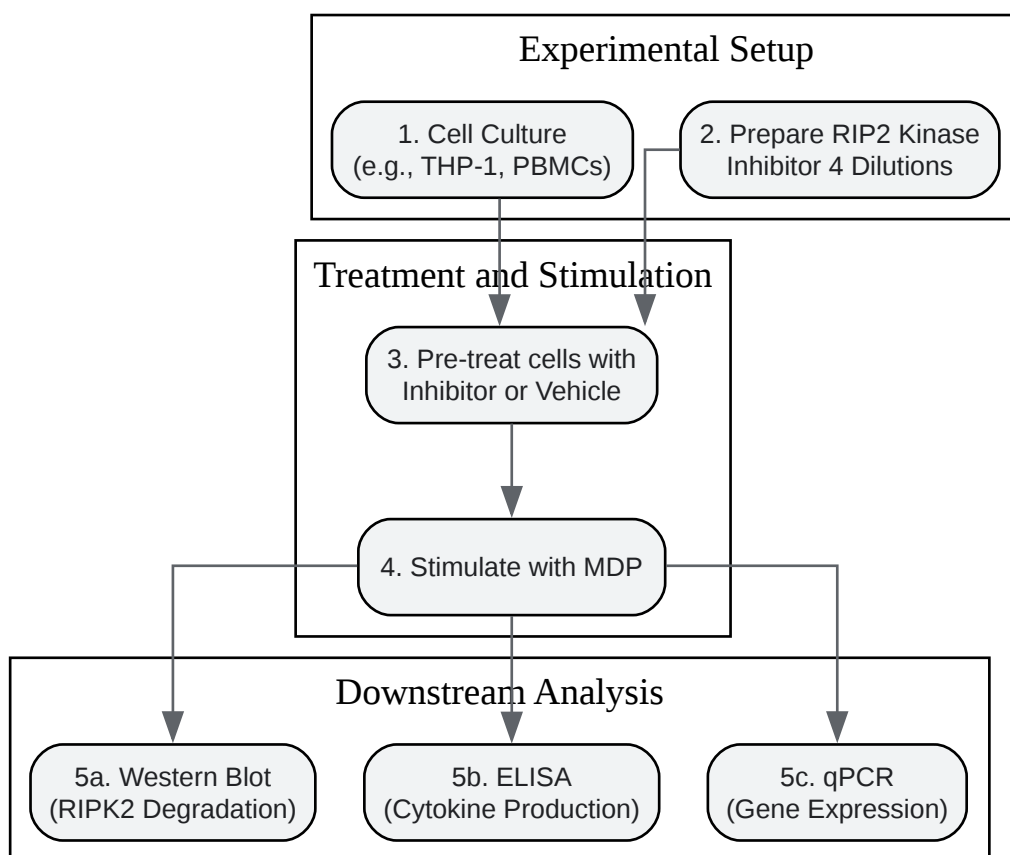 Experimental Setup
1. Cell Culture
(e.g., THP-1, PBMCs)
2. Prepare RIP2 Kinase
Inhibitor 4 Dilutions
Treatment and Stimulation
3. Pre-treat cells with
Inhibitor or Vehicle
4. Stimulate with MDP
Downstream Analysis
5a. Western Blot
(RIPK2 Degradation)
5b. ELISA
(Cytokine Production)
5c. qPCR
(Gene Expression)